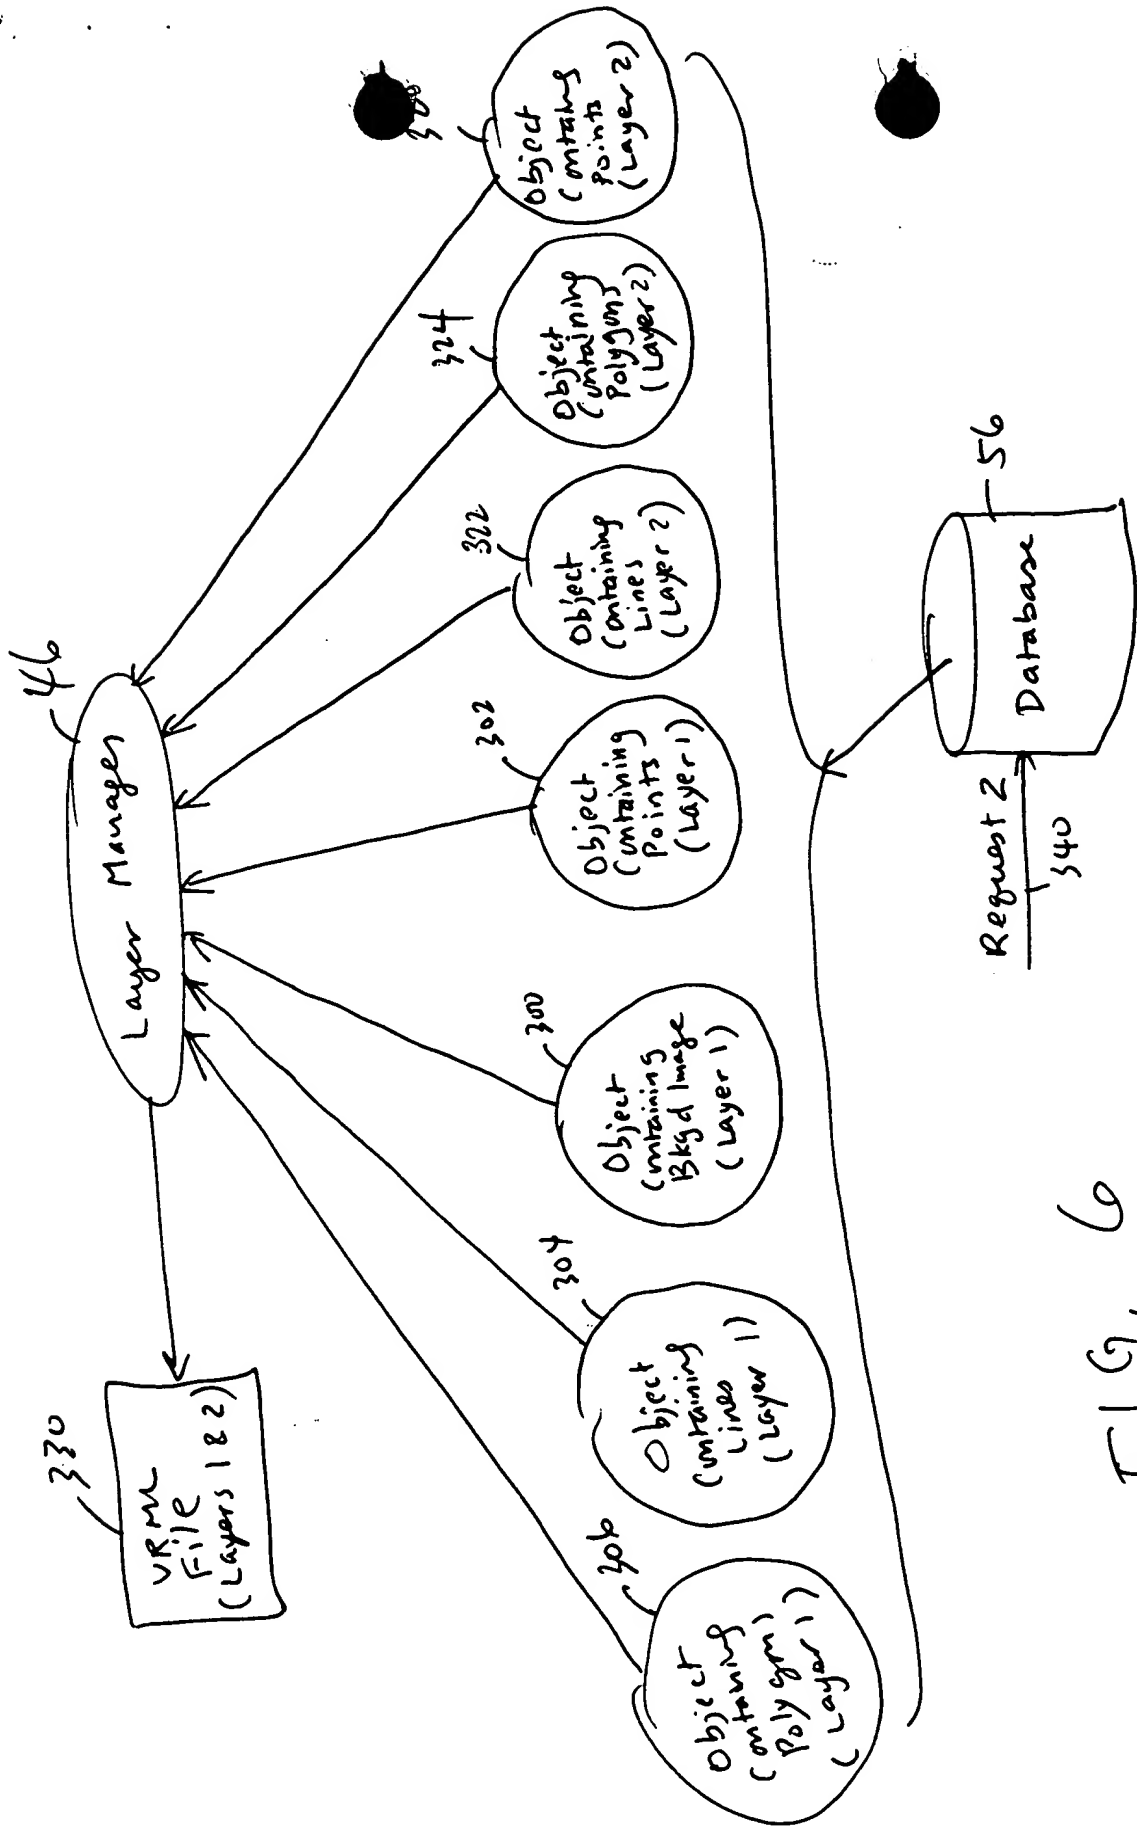 330
VRML
File
(Layers 1 & 2)
46
Layer Manager
306
Object
Containing
Polygons
(Layer 1)
304
Object
Containing
Lines
(Layer 1)
300
Object
Containing
Bkgd Image
(Layer 1)
302
Object
Containing
Points
(Layer 1)
322
Object
Containing
Lines
(Layer 2)
324
Object
Containing
Polygons
(Layer 2)
Object
Containg
Points
(Layer 2)
Request 2
340
Database
56
FIG. 6